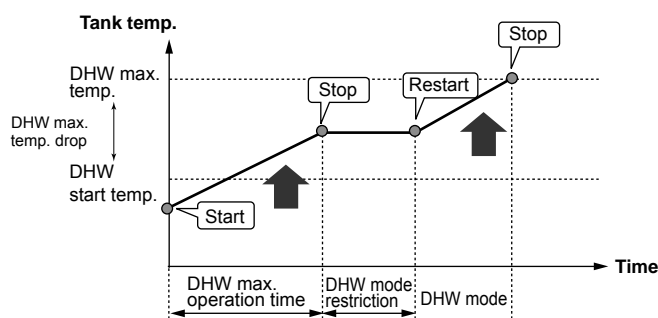 Tank temp.
DHW max.
temp.
DHW max.
temp. drop
DHW
start temp.
Start
Stop
Restart
Stop
Time
DHW max.
operation time
DHW mode
restriction
DHW mode